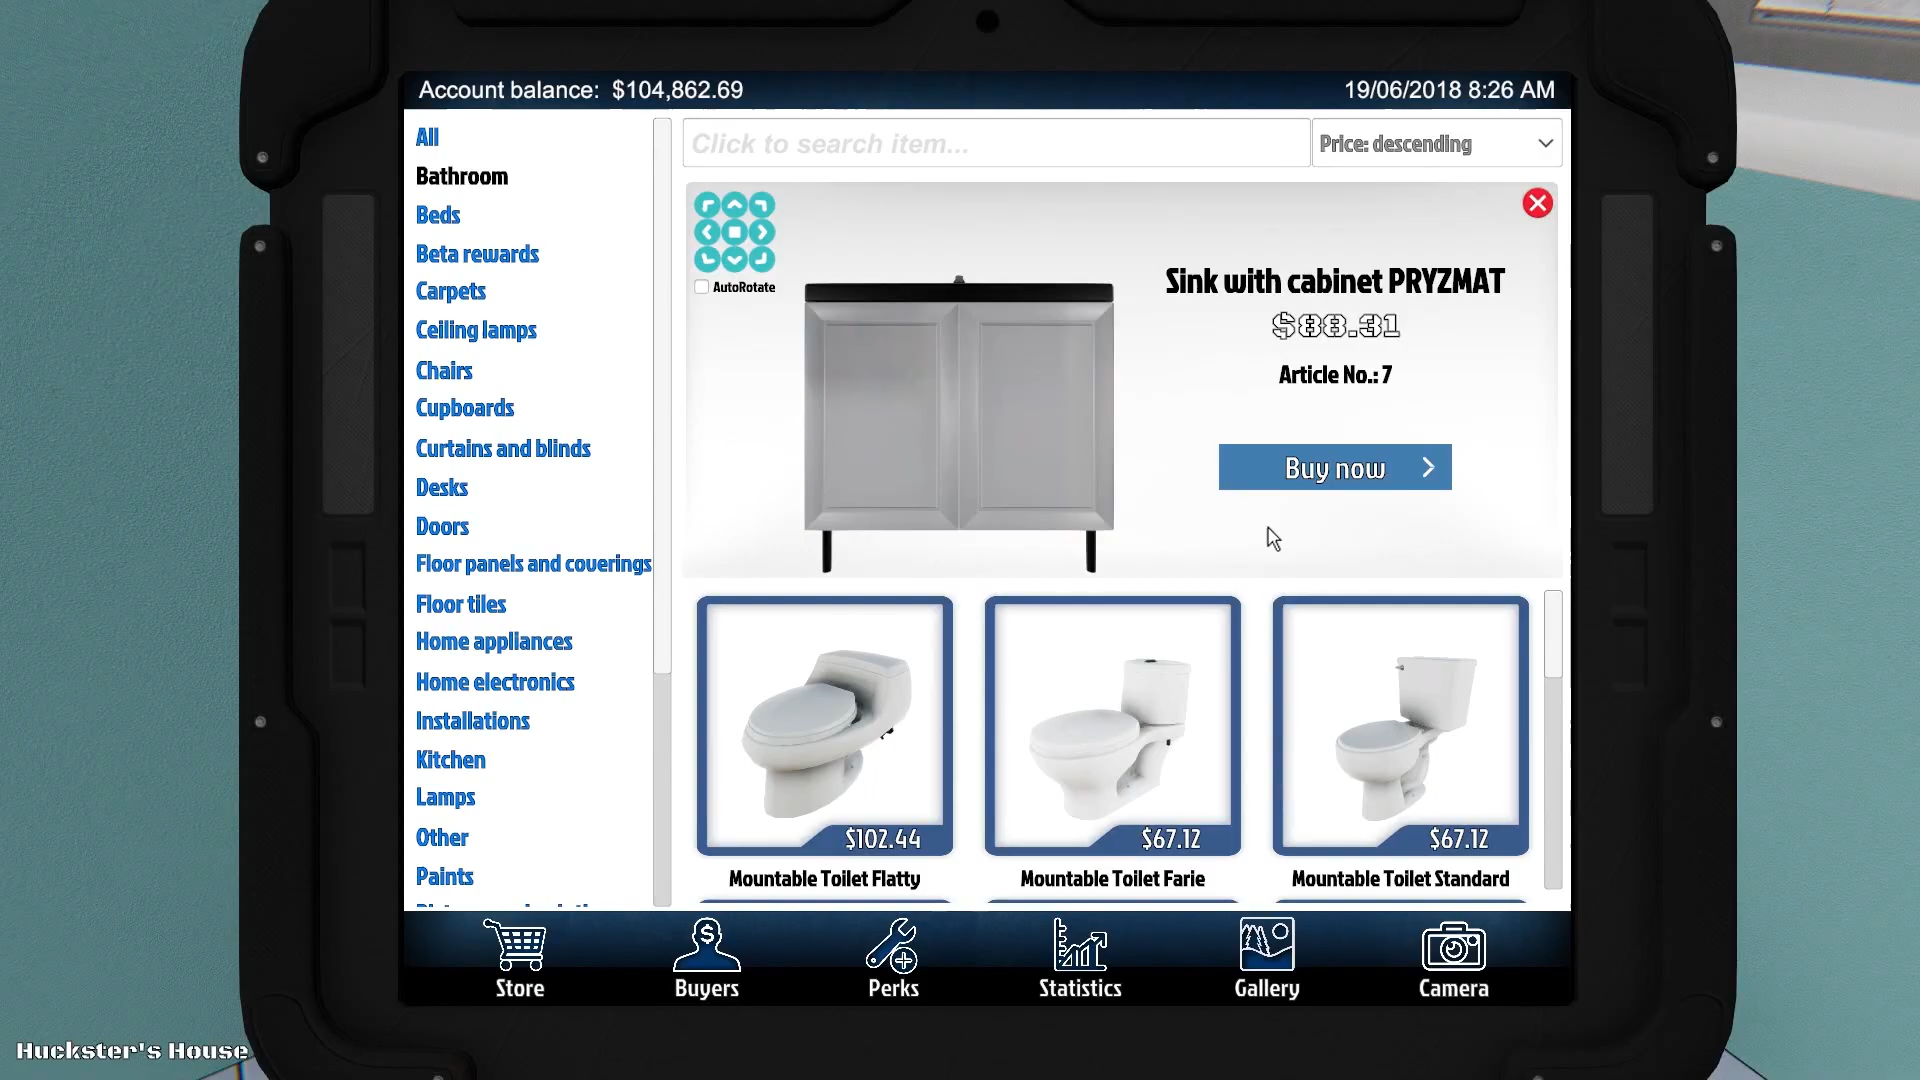 Account balance: $104,862.69
19/06/2018 8:26 AM
All
Bathroom
Beds
Beta rewards
Carpets
Ceiling lamps
Chairs
Cupboards
Curtains and blinds
Desks
Doors
Floor panels and coverings
Floor tiles
Home appliances
Home electronics
Installations
Kitchen
Lamps
Other
Paints
Click to search item...
Price: descending
AutoRotate
Sink with cabinet PRYZMAT
$88.31
Article No.: 7
Buy now
$102.44
$67.12
$67.12
Mountable Toilet Flatty
Mountable Toilet Farie
Mountable Toilet Standard
Store
Buyers
Perks
Statistics
Gallery
Camera
Huckster's House